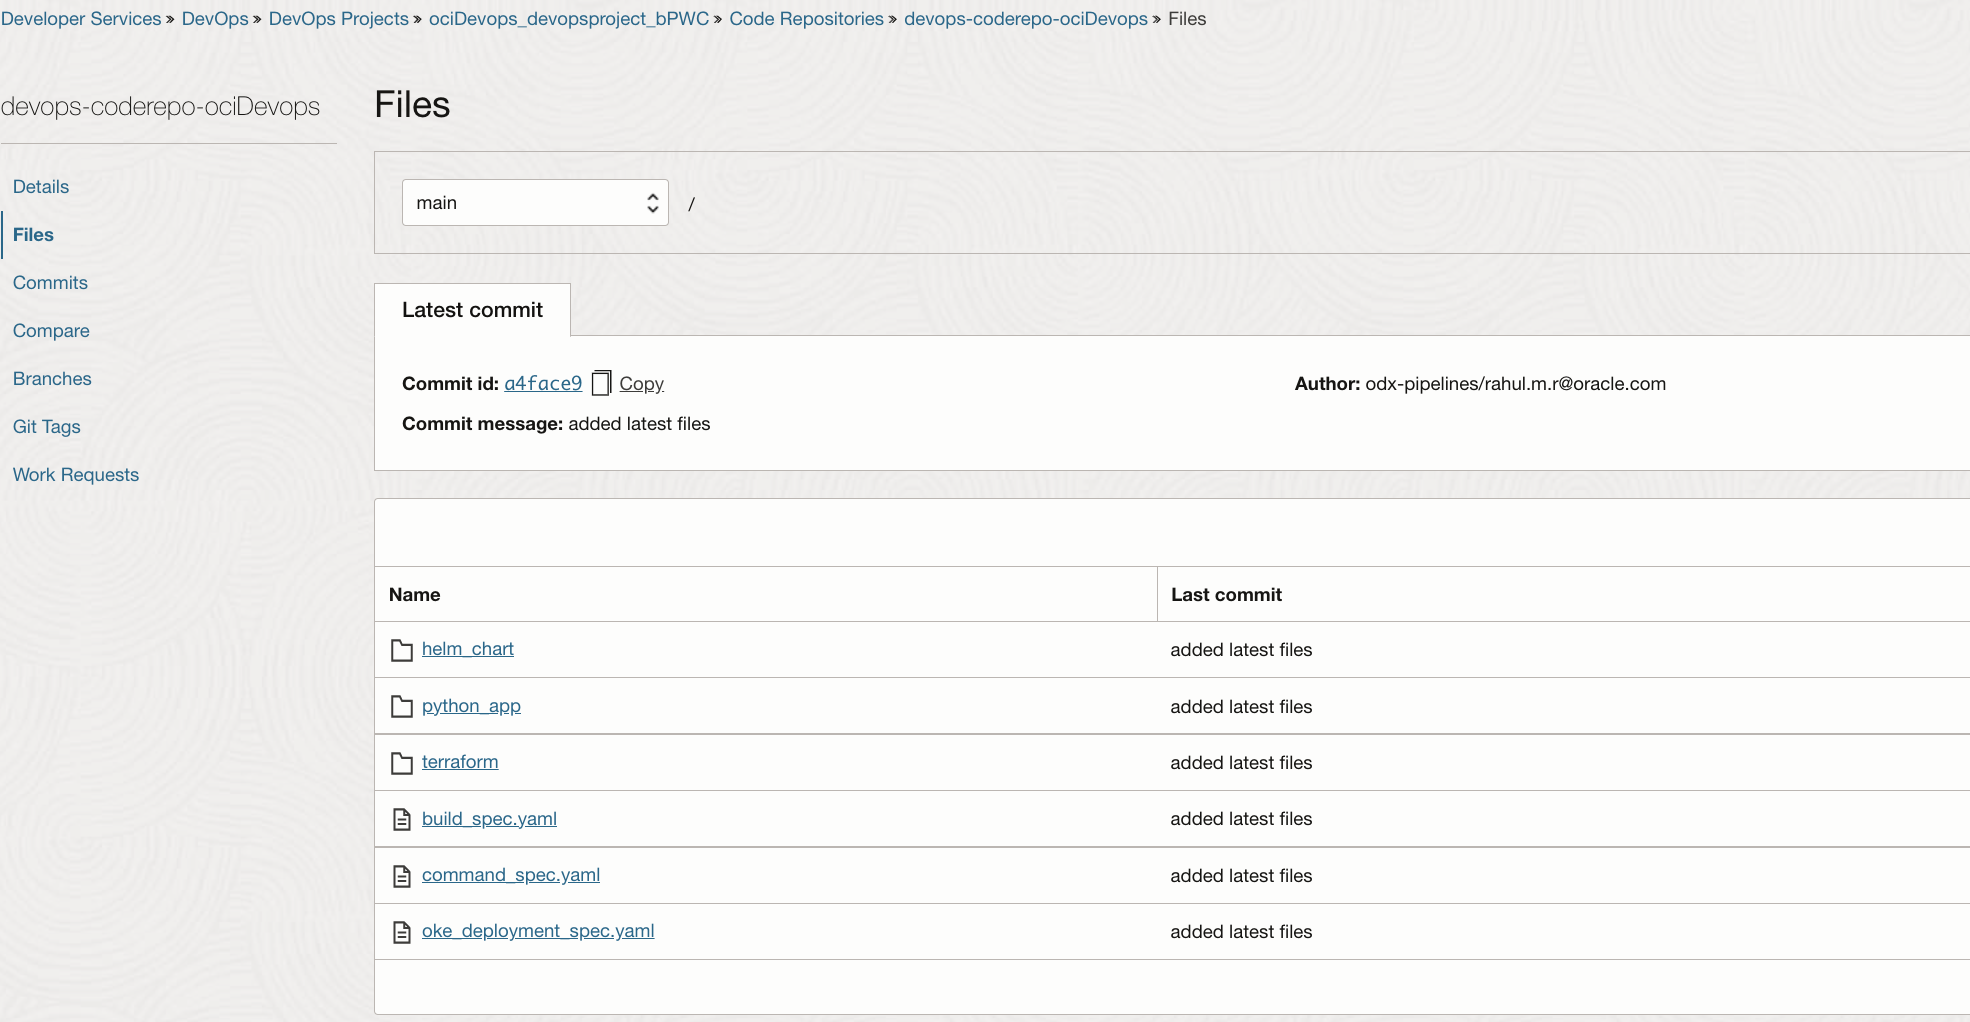 Developer Services » DevOps » DevOps Projects » ociDevops_devopsproject_bPWC » Code Repositories » devops-coderepo-ociDevops » Files
devops-coderepo-ociDevops
Details
Files
Commits
Compare
Branches
Git Tags
Work Requests
Files
main /
Latest commit
Commit id: a4face9 Copy
Author: odx-pipelines/rahul.m.r@oracle.com
Commit message: added latest files
Name Last commit
helm_chart added latest files
python_app added latest files
terraform added latest files
build_spec.yaml added latest files
command_spec.yaml added latest files
oke_deployment_spec.yaml added latest files